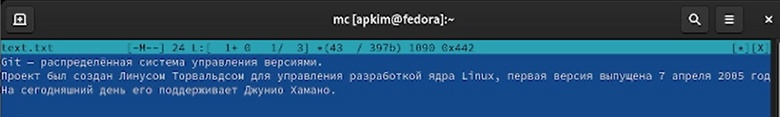 mc [apkim@fedora]:~
text.txt [-M--] 24 L:[ 1+ 0 1/ 3] *(43 / 397b) 1090 0x442 [*][X]
Git — распределённая система управления версиями.
Проект был создан Линусом Торвальдсом для управления разработкой ядра Linux, первая версия выпущена 7 апреля 2005 год
На сегодняшний день его поддерживает Джунио Хамано.